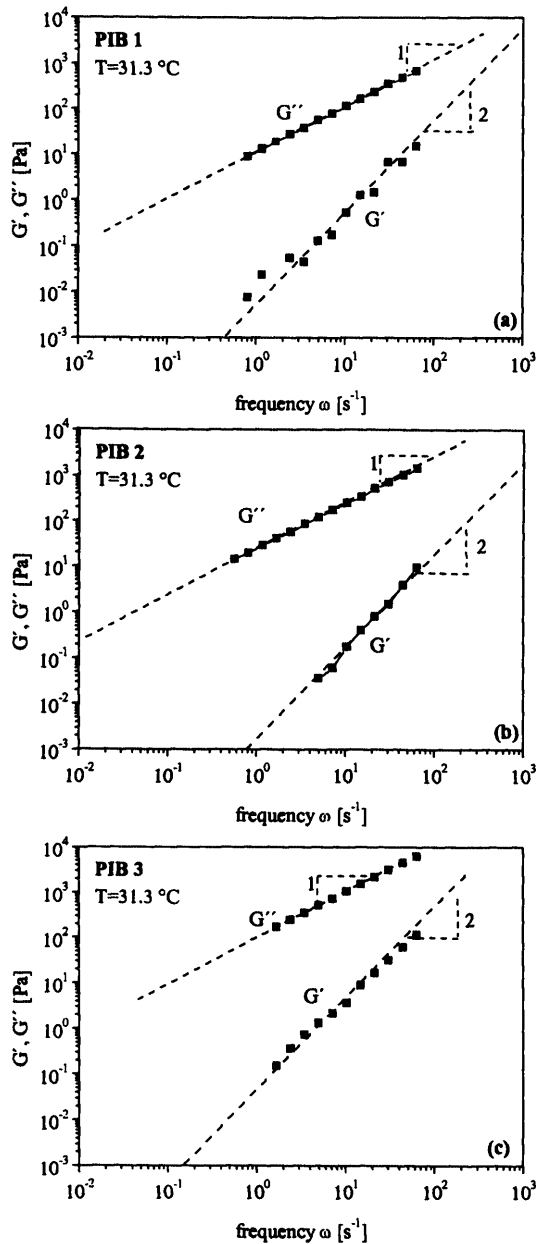 PIB 1
T=31.3 °C
G´´
G´
1
2
(a)
G´, G´´ [Pa]
10⁴
10³
10²
10¹
10⁰
10⁻¹
10⁻²
10⁻³
10⁻² 10⁻¹ 10⁰ 10¹ 10² 10³
frequency ω [s⁻¹]
PIB 2
T=31.3 °C
G´´
G´
1
2
(b)
G´, G´´ [Pa]
10⁴
10³
10²
10¹
10⁰
10⁻¹
10⁻²
10⁻³
10⁻² 10⁻¹ 10⁰ 10¹ 10² 10³
frequency ω [s⁻¹]
PIB 3
T=31.3 °C
G´´
G´
1
2
(c)
G´, G´´ [Pa]
10⁴
10³
10²
10¹
10⁰
10⁻¹
10⁻²
10⁻³
10⁻² 10⁻¹ 10⁰ 10¹ 10² 10³
frequency ω [s⁻¹]